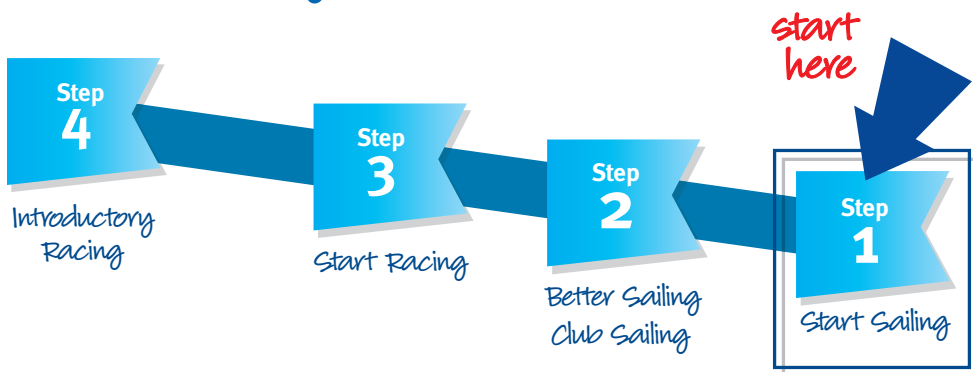 start
here
Step
4
Introductory
Racing
Step
3
Start Racing
Step
2
Better Sailing
Club Sailing
Step
1
Start Sailing